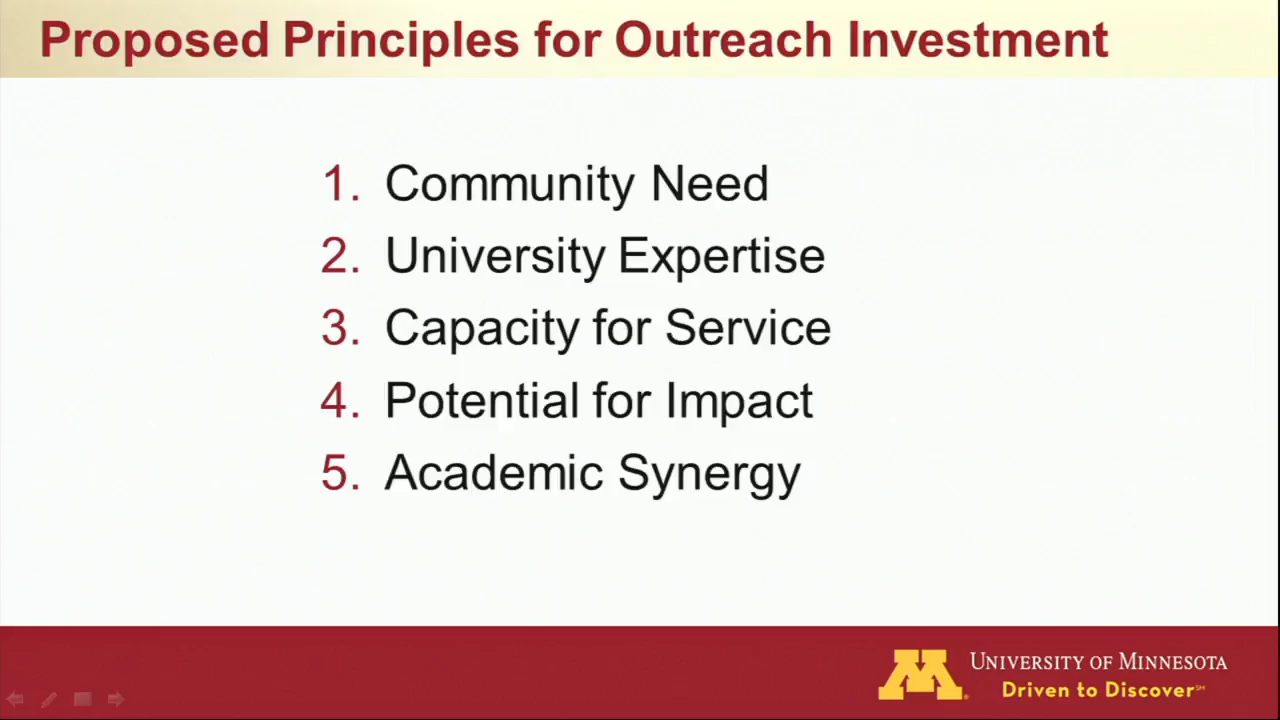 Proposed Principles for Outreach Investment
1. Community Need
2. University Expertise
3. Capacity for Service
4. Potential for Impact
5. Academic Synergy
M®
UNIVERSITY OF MINNESOTA
Driven to Discover℠